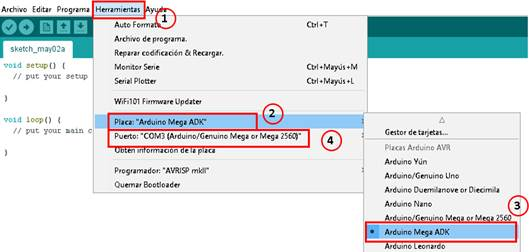 Archivo Editar Programa Herramientas Ayuda
1
sketch_may02a
void setup() {
// put your setup
}
void loop() {
// put your main c
}
Auto Formato Ctrl+T
Archivo de programa.
Reparar codificación & Recargar.
Monitor Serie Ctrl+Mayús+M
Serial Plotter Ctrl+Mayús+L
WiFi101 Firmware Updater
2
Placa: "Arduino Mega ADK"
Puerto: "COM3 (Arduino/Genuino Mega or Mega 2560)"
4
Obtén información de la placa
Programador: "AVRISP mkII"
Quemar Bootloader
Gestor de tarjetas...
Placas Arduino AVR
Arduino Yún
Arduino/Genuino Uno
Arduino Duemilanove or Diecimila
Arduino Nano
Arduino/Genuino Mega or Mega 2560
3
Arduino Mega ADK
Arduino Leonardo